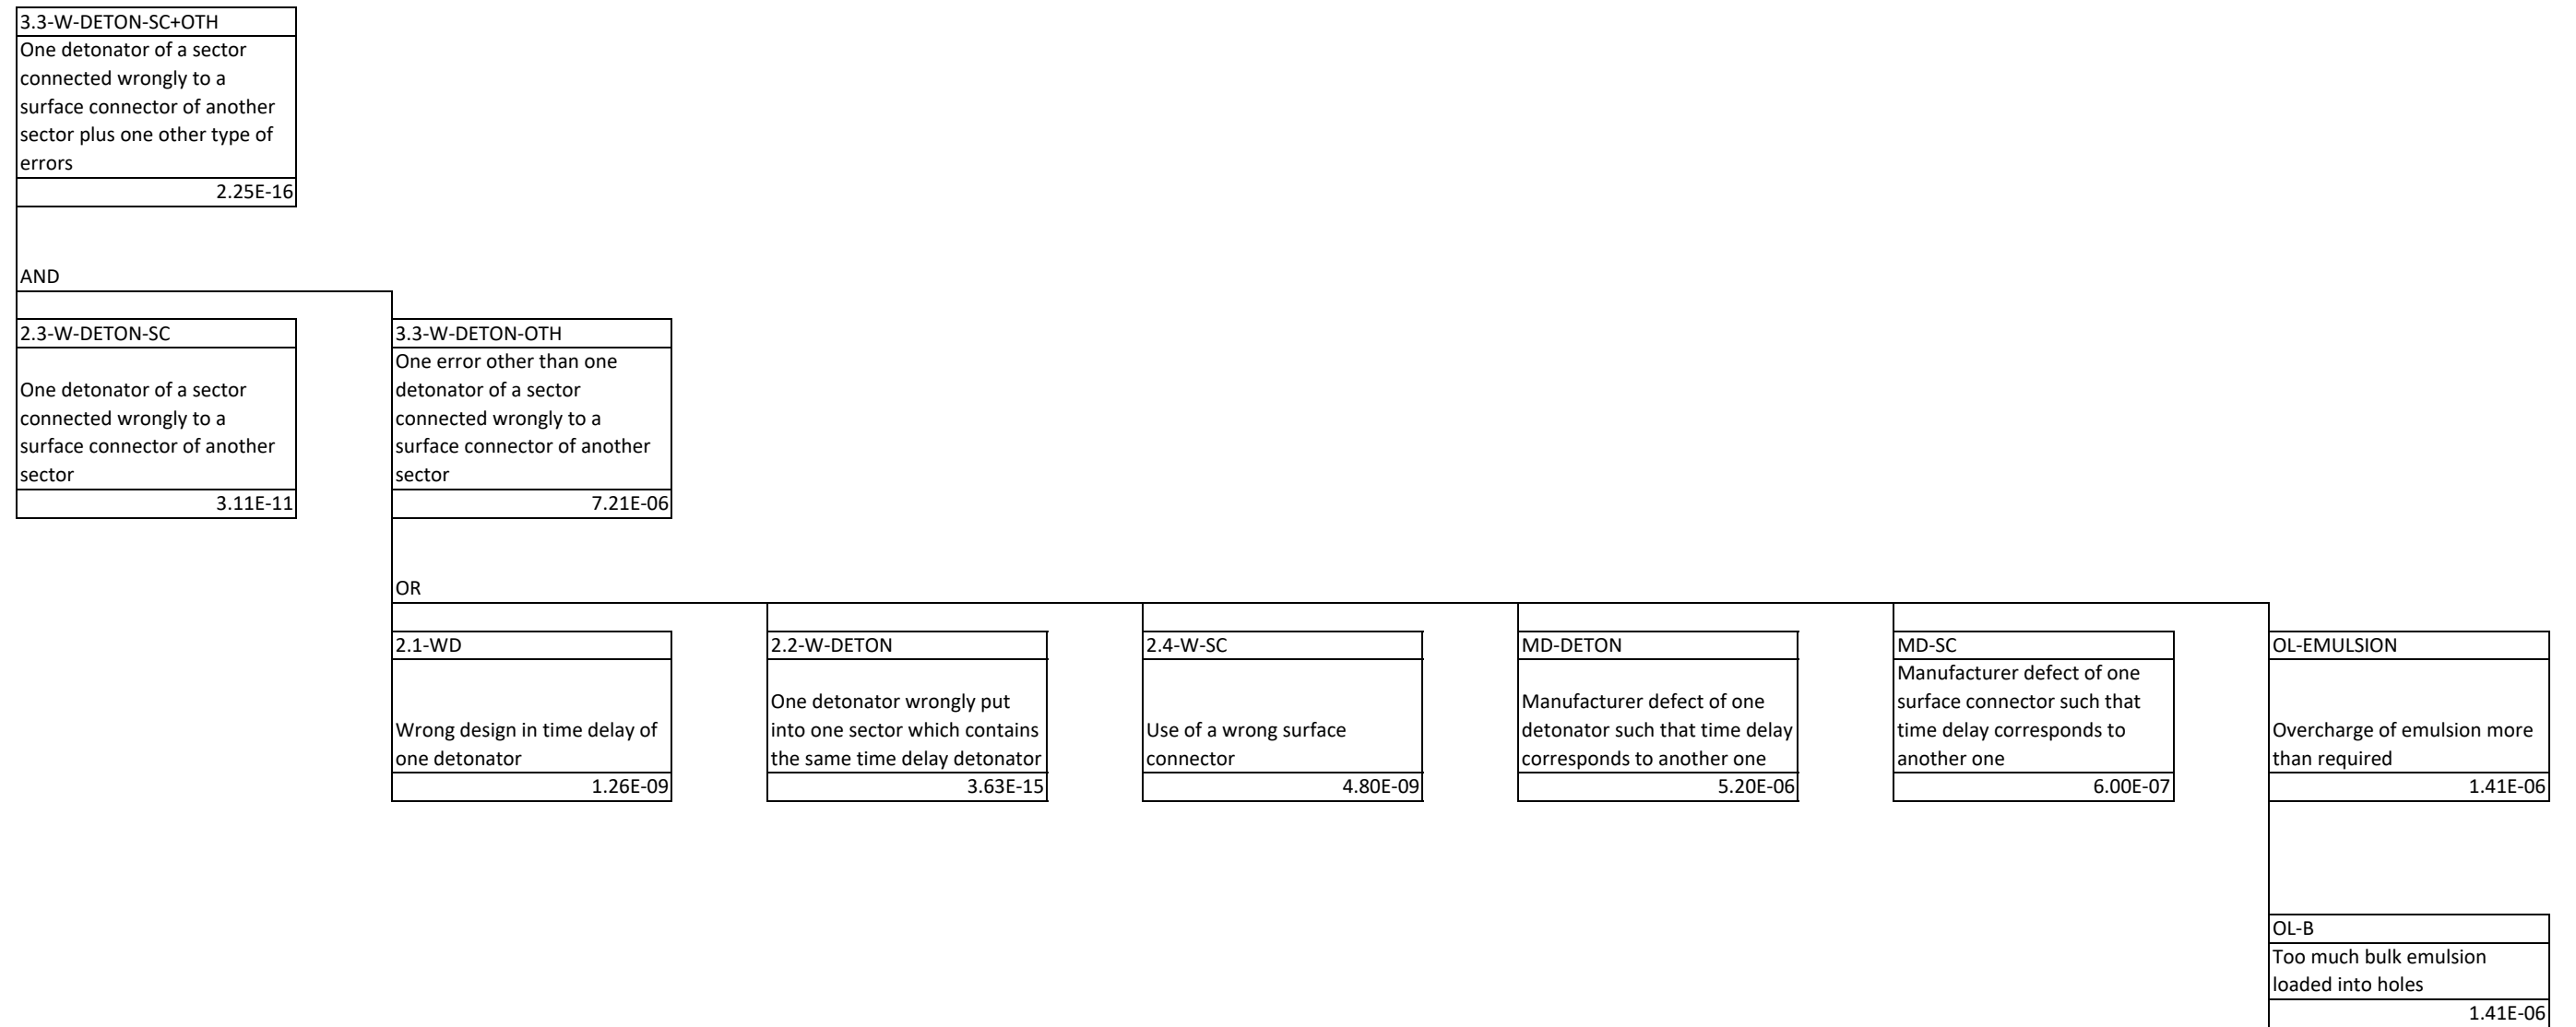 3.3-W-DETON-SC+OTH
One detonator of a sector
connected wrongly to a
surface connector of another
sector plus one other type of
errors
2.25E-16
AND
2.3-W-DETON-SC
One detonator of a sector
connected wrongly to a
surface connector of another
sector
3.11E-11
3.3-W-DETON-OTH
One error other than one
detonator of a sector
connected wrongly to a
surface connector of another
sector
7.21E-06
OR
2.1-WD
Wrong design in time delay of
one detonator
1.26E-09
2.2-W-DETON
One detonator wrongly put
into one sector which contains
the same time delay detonator
3.63E-15
2.4-W-SC
Use of a wrong surface
connector
4.80E-09
MD-DETON
Manufacturer defect of one
detonator such that time delay
corresponds to another one
5.20E-06
MD-SC
Manufacturer defect of one
surface connector such that
time delay corresponds to
another one
6.00E-07
OL-EMULSION
Overcharge of emulsion more
than required
1.41E-06
OL-B
Too much bulk emulsion
loaded into holes
1.41E-06